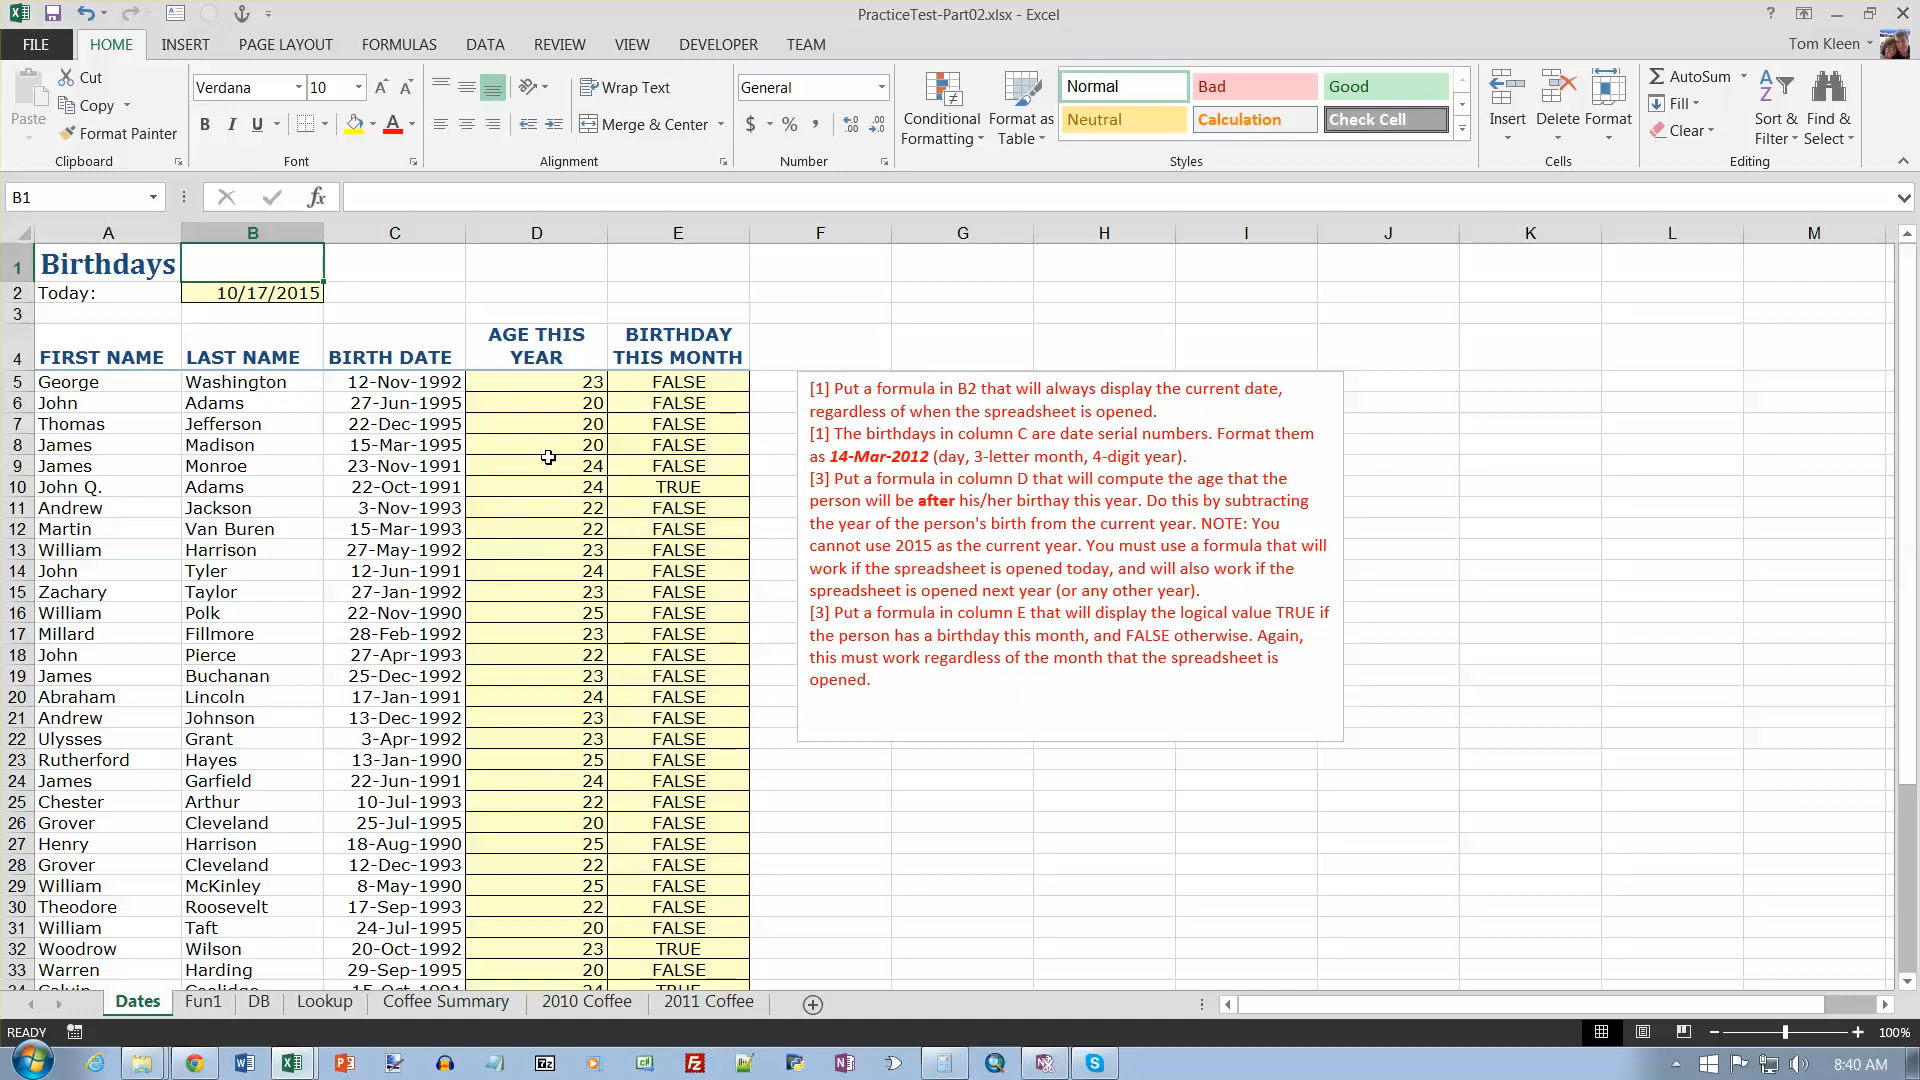 PracticeTest-Part02.xlsx - Excel
FILE HOME INSERT PAGE LAYOUT FORMULAS DATA REVIEW VIEW DEVELOPER TEAM Tom Kleen
Paste
Cut
Copy
Format Painter
Clipboard
Verdana 10
B I U
Font
Wrap Text
Merge & Center
Alignment
General
$ % ,
Number
Conditional Formatting
Format as Table
Normal Bad Good
Neutral Calculation Check Cell
Styles
Insert Delete Format
Cells
AutoSum
Fill
Clear
Sort & Filter
Find & Select
Editing
B1 fx
A B C D E F G H I J K L M
1 Birthdays
2 Today: 10/17/2015
3
4 FIRST NAME LAST NAME BIRTH DATE AGE THIS YEAR BIRTHDAY THIS MONTH
5 George Washington 12-Nov-1992 23 FALSE
6 John Adams 27-Jun-1995 20 FALSE
7 Thomas Jefferson 22-Dec-1995 20 FALSE
8 James Madison 15-Mar-1995 20 FALSE
9 James Monroe 23-Nov-1991 24 FALSE
10 John Q. Adams 22-Oct-1991 24 TRUE
11 Andrew Jackson 3-Nov-1993 22 FALSE
12 Martin Van Buren 15-Mar-1993 22 FALSE
13 William Harrison 27-May-1992 23 FALSE
14 John Tyler 12-Jun-1991 24 FALSE
15 Zachary Taylor 27-Jan-1992 23 FALSE
16 William Polk 22-Nov-1990 25 FALSE
17 Millard Fillmore 28-Feb-1992 23 FALSE
18 John Pierce 27-Apr-1993 22 FALSE
19 James Buchanan 25-Dec-1992 23 FALSE
20 Abraham Lincoln 17-Jan-1991 24 FALSE
21 Andrew Johnson 13-Dec-1992 23 FALSE
22 Ulysses Grant 3-Apr-1992 23 FALSE
23 Rutherford Hayes 13-Jan-1990 25 FALSE
24 James Garfield 22-Jun-1991 24 FALSE
25 Chester Arthur 10-Jul-1993 22 FALSE
26 Grover Cleveland 25-Jul-1995 20 FALSE
27 Henry Harrison 18-Aug-1990 25 FALSE
28 Grover Cleveland 12-Dec-1993 22 FALSE
29 William McKinley 8-May-1990 25 FALSE
30 Theodore Roosevelt 17-Sep-1993 22 FALSE
31 William Taft 24-Jul-1995 20 FALSE
32 Woodrow Wilson 20-Oct-1992 23 TRUE
33 Warren Harding 29-Sep-1995 20 FALSE
[1] Put a formula in B2 that will always display the current date,
regardless of when the spreadsheet is opened.
[1] The birthdays in column C are date serial numbers. Format them
as 14-Mar-2012 (day, 3-letter month, 4-digit year).
[3] Put a formula in column D that will compute the age that the
person will be after his/her birthay this year. Do this by subtracting
the year of the person's birth from the current year. NOTE: You
cannot use 2015 as the current year. You must use a formula that will
work if the spreadsheet is opened today, and will also work if the
spreadsheet is opened next year (or any other year).
[3] Put a formula in column E that will display the logical value TRUE if
the person has a birthday this month, and FALSE otherwise. Again,
this must work regardless of the month that the spreadsheet is
opened.
Dates Fun1 DB Lookup Coffee Summary 2010 Coffee 2011 Coffee
READY 100%
8:40 AM